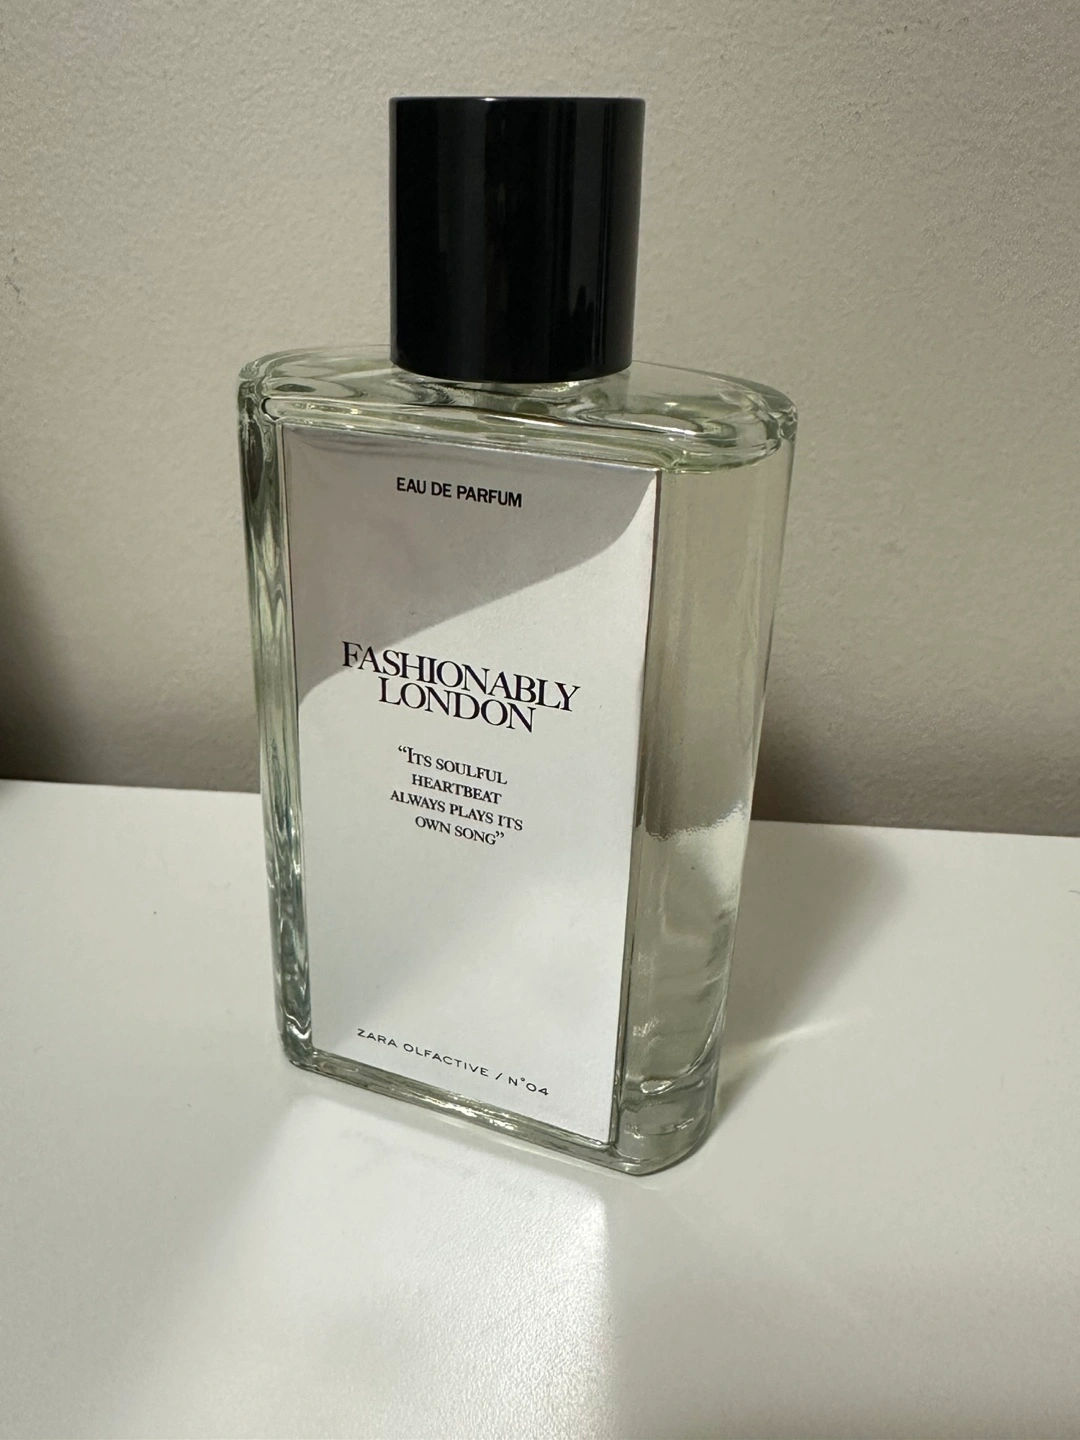 EAU DE PARFUM
FASHIONABLY
LONDON
“ITS SOULFUL
HEARTBEAT
ALWAYS PLAYS ITS
OWN SONG”
ZARA OLFACTIVE / N°04